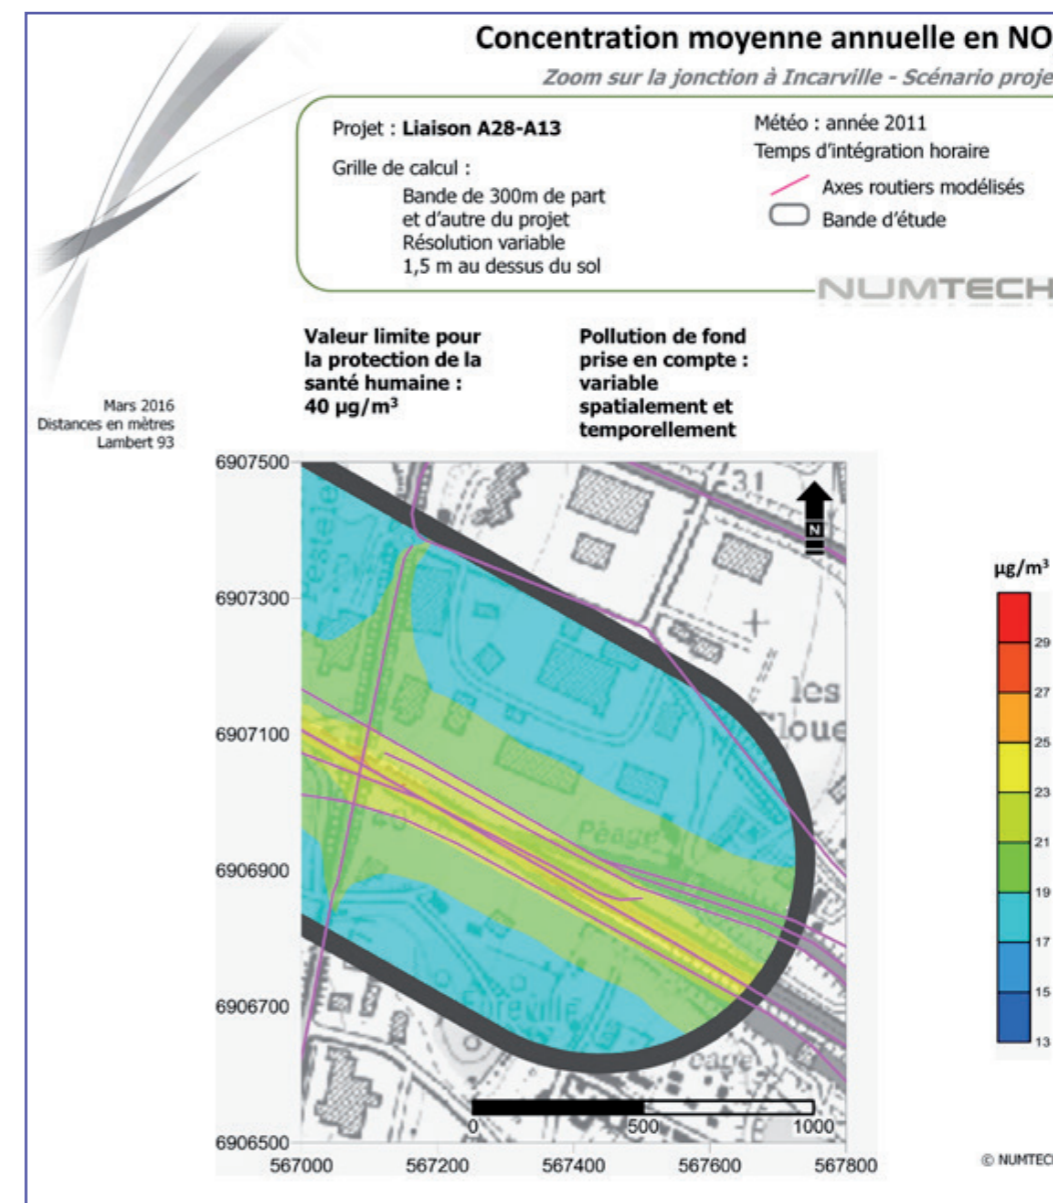 Concentration moyenne annuelle en NO
Zoom sur la jonction à Incarville - Scénario proje
Projet : Liaison A28-A13
Grille de calcul :
Bande de 300m de part
et d'autre du projet
Résolution variable
1,5 m au dessus du sol
Météo : année 2011
Temps d'intégration horaire
Axes routiers modélisés
Bande d'étude
NUMTECH
Valeur limite pour
la protection de la
santé humaine :
40 µg/m³
Pollution de fond
prise en compte :
variable
spatialement et
temporellement
Mars 2016
Distances en mètres
Lambert 93
6907500
6907300
6907100
6906900
6906700
6906500
567000
567200
567400
567600
567800
31
N
les
Péage
0
500
1000
µg/m³
29
27
25
23
21
19
17
15
13
© NUMTECH